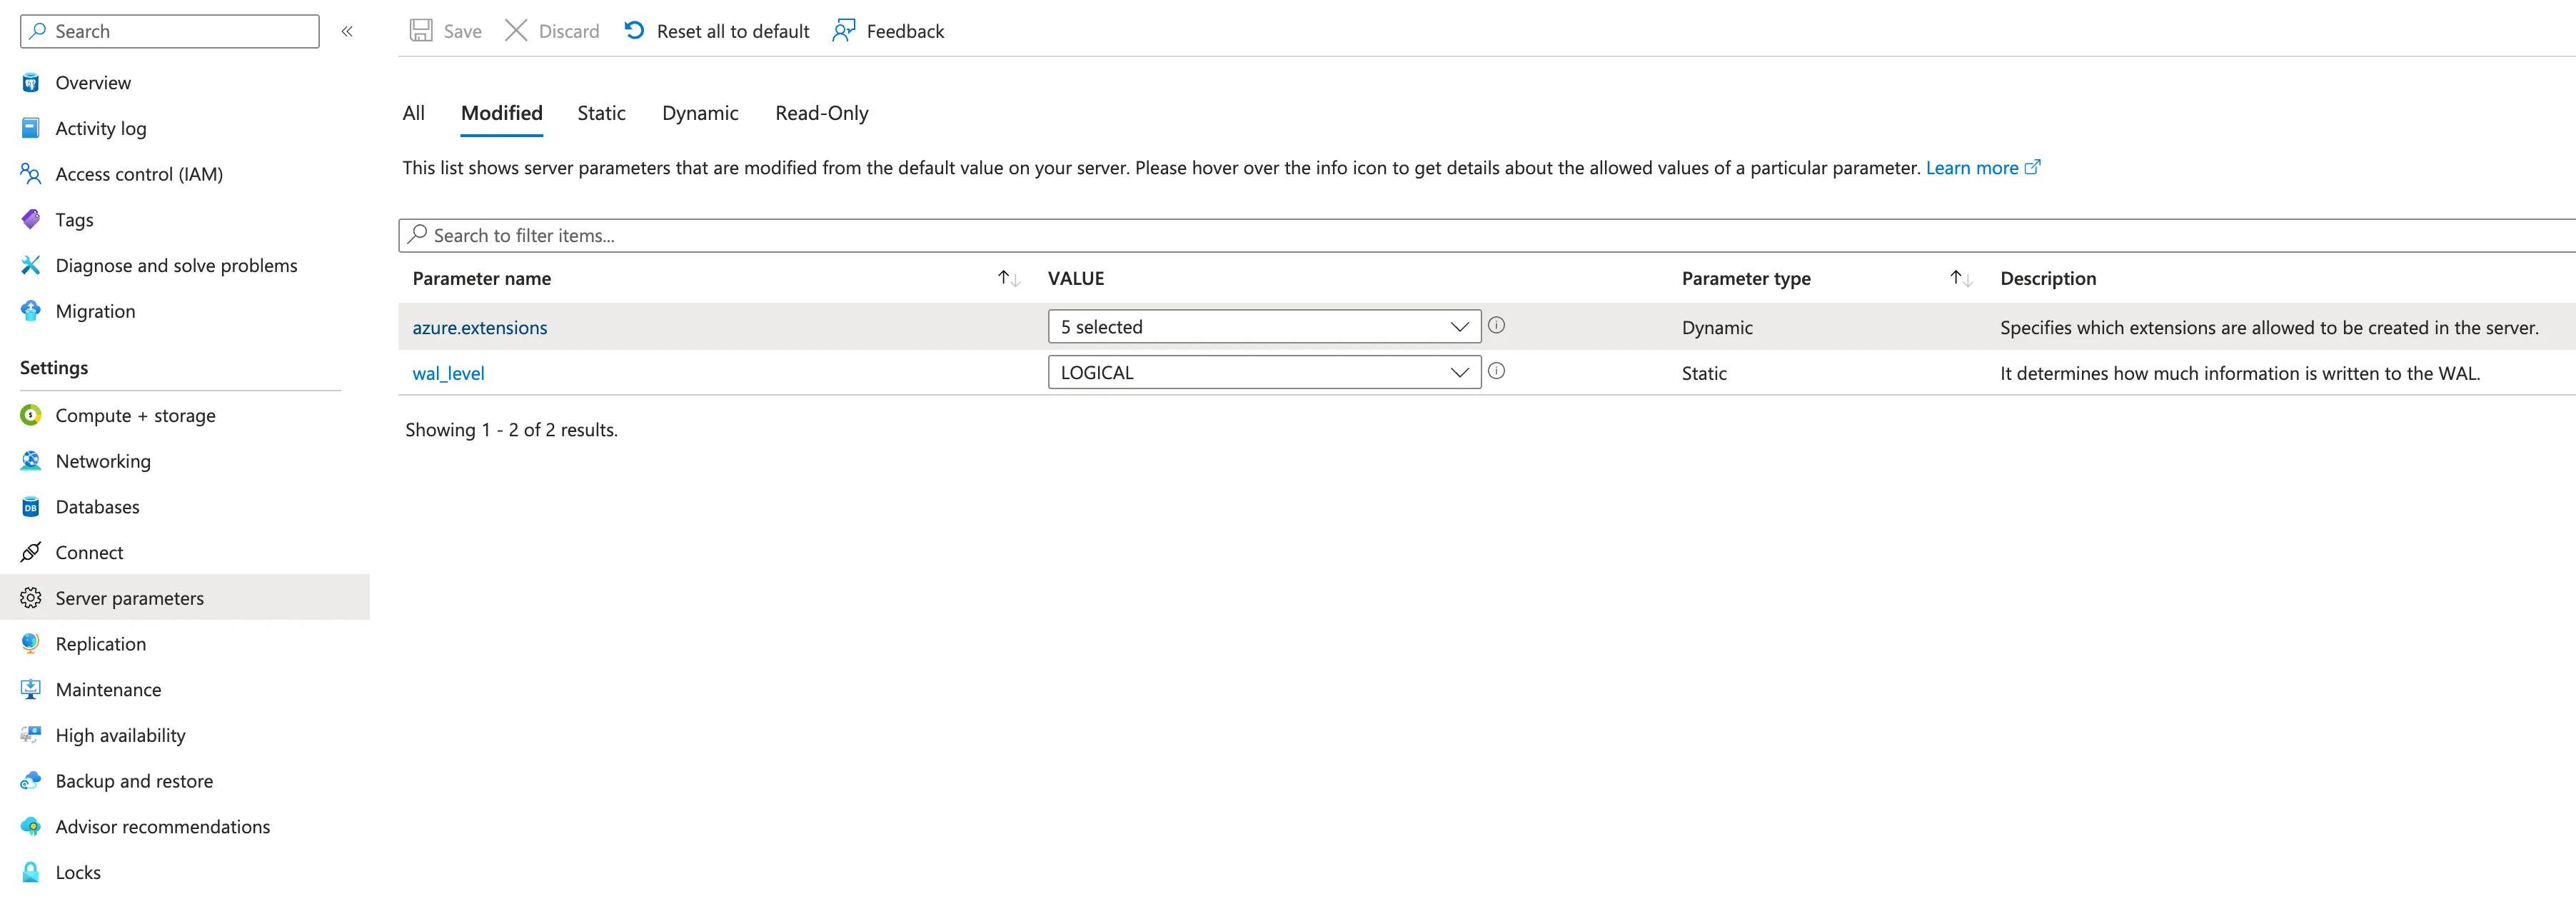 Search
Overview
Activity log
Access control (IAM)
Tags
Diagnose and solve problems
Migration
Settings
Compute + storage
Networking
DB Databases
Connect
Server parameters
Replication
Maintenance
High availability
Backup and restore
Advisor recommendations
Locks
Save Discard Reset all to default Feedback
All Modified Static Dynamic Read-Only
This list shows server parameters that are modified from the default value on your server. Please hover over the info icon to get details about the allowed values of a particular parameter. Learn more
Search to filter items...
Parameter name VALUE Parameter type Description
azure.extensions 5 selected Dynamic Specifies which extensions are allowed to be created in the server.
wal_level LOGICAL Static It determines how much information is written to the WAL.
Showing 1 - 2 of 2 results.